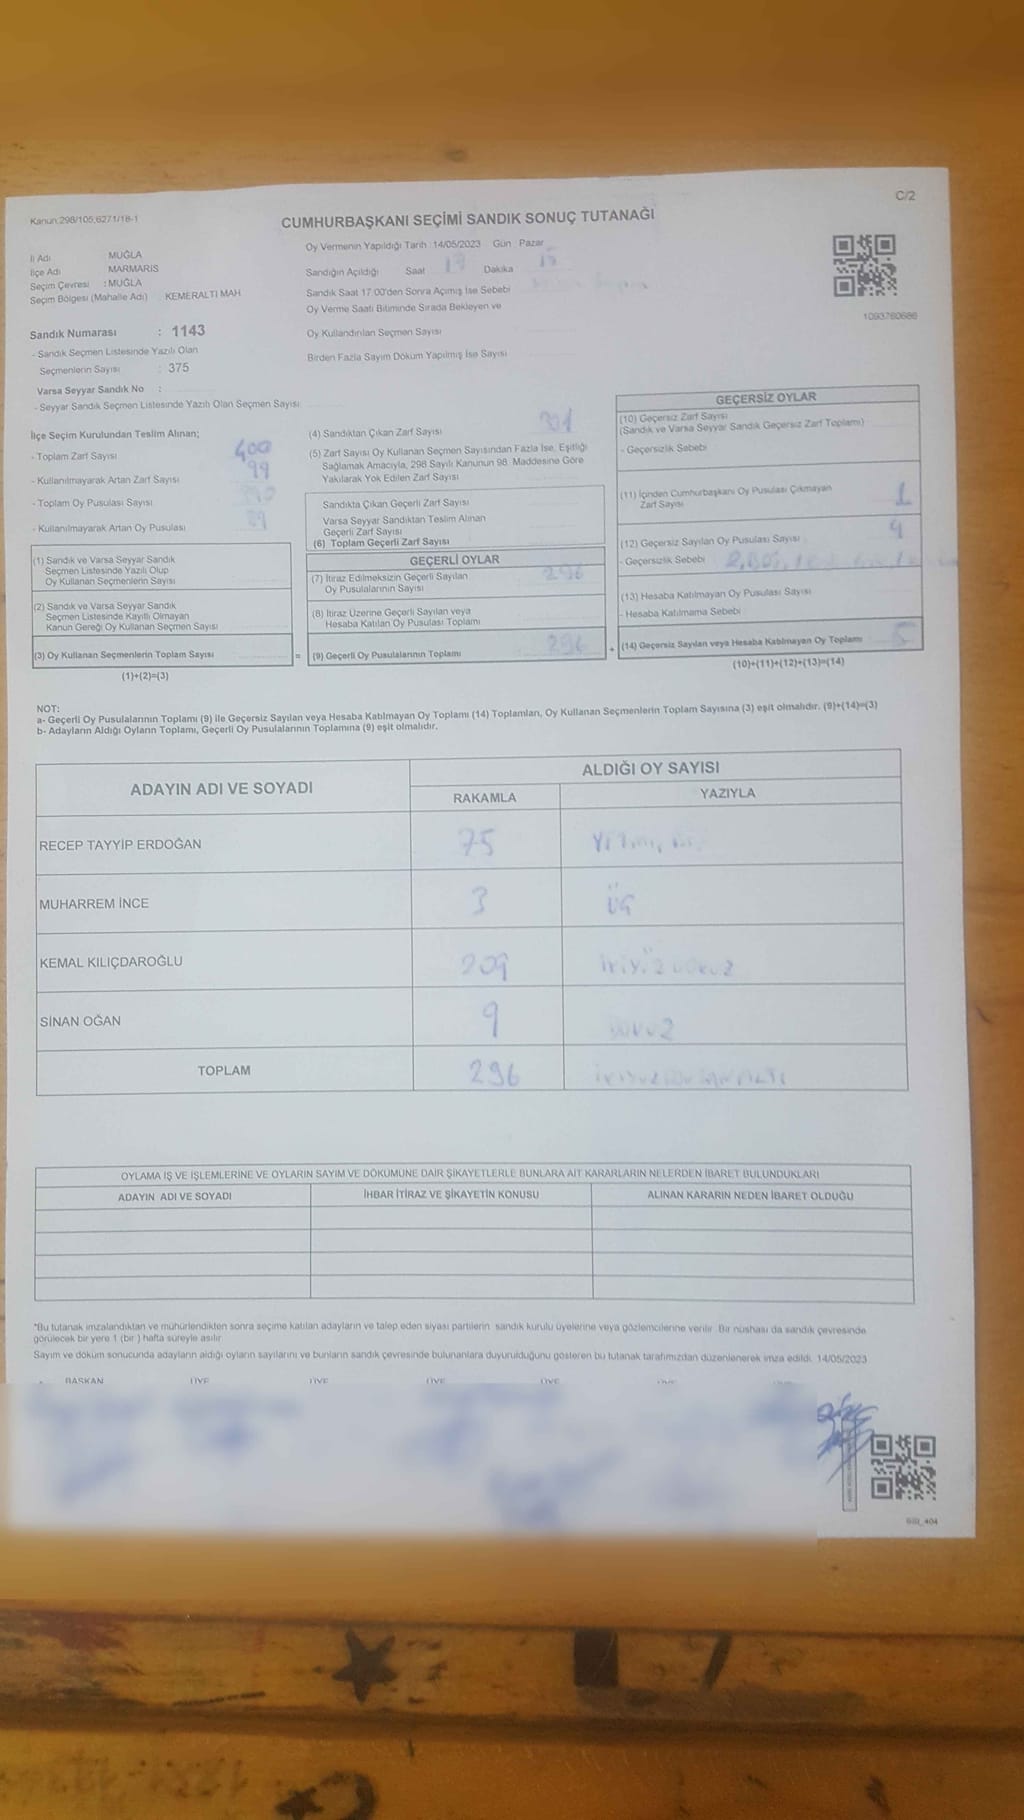 C/2
Kanun:298/105,6271/18-1
CUMHURBAŞKANI SEÇİMİ SANDIK SONUÇ TUTANAĞI
İl Adı MUĞLA
İlçe Adı MARMARİS
Seçim Çevresi : MUĞLA
Seçim Bölgesi (Mahalle Adı) : KEMERALTI MAH
Sandık Numarası : 1143
- Sandık Seçmen Listesinde Yazılı Olan
Seçmenlerin Sayısı : 375
Varsa Seyyar Sandık No :
- Seyyar Sandık Seçmen Listesinde Yazılı Olan Seçmen Sayısı
Oy Vermenin Yapıldığı Tarih :14/05/2023 Gün : Pazar
Sandığın Açıldığı Saat 17 Dakika 15
Sandık Saat 17:00'den Sonra Açımış İse Sebebi
Oy Verme Saati Bitiminde Sırada Bekleyen ve
Oy Kullandırılan Seçmen Sayısı
Birden Fazla Sayım Döküm Yapılmış İse Sayısı
1093760686
İlçe Seçim Kurulundan Teslim Alınan;
- Toplam Zarf Sayısı 400
- Kullanılmayarak Artan Zarf Sayısı 99
- Toplam Oy Pusulası Sayısı
- Kullanılmayarak Artan Oy Pusulası
(1) Sandık ve Varsa Seyyar Sandık
Seçmen Listesinde Yazılı Olup
Oy Kullanan Seçmenlerin Sayısı
(2) Sandık ve Varsa Seyyar Sandık
Seçmen Listesinde Kayıtlı Olmayan
Kanun Gereği Oy Kullanan Seçmen Sayısı
(3) Oy Kullanan Seçmenlerin Toplam Sayısı
(1)+(2)=(3)
(4) Sandıktan Çıkan Zarf Sayısı 301
(5) Zarf Sayısı Oy Kullanan Seçmen Sayısından Fazla İse, Eşitliği
Sağlamak Amacıyla, 298 Sayılı Kanunun 98. Maddesine Göre
Yakılarak Yok Edilen Zarf Sayısı
Sandıkta Çıkan Geçerli Zarf Sayısı
Varsa Seyyar Sandıktan Teslim Alınan
Geçerli Zarf Sayısı
(6) Toplam Geçerli Zarf Sayısı
GEÇERLİ OYLAR
(7) İtiraz Edilmeksizin Geçerli Sayılan
Oy Pusulalarının Sayısı 296
(8) İtiraz Üzerine Geçerli Sayılan veya
Hesaba Katılan Oy Pusulası Toplamı
=
(9) Geçerli Oy Pusulalarının Toplamı 296
+
GEÇERSİZ OYLAR
(10) Geçersiz Zarf Sayısı
(Sandık ve Varsa Seyyar Sandık Geçersiz Zarf Toplamı)
- Geçersizlik Sebebi
(11) İçinden Cumhurbaşkanı Oy Pusulası Çıkmayan
Zarf Sayısı 1
(12) Geçersiz Sayılan Oy Pusulası Sayısı 4
- Geçersizlik Sebebi
(13) Hesaba Katılmayan Oy Pusulası Sayısı
- Hesaba Katılmama Sebebi
(14) Geçersiz Sayılan veya Hesaba Katılmayan Oy Toplamı 5
(10)+(11)+(12)+(13)=(14)
NOT:
a- Geçerli Oy Pusulalarının Toplamı (9) ile Geçersiz Sayılan veya Hesaba Katılmayan Oy Toplamı (14) Toplamları, Oy Kullanan Seçmenlerin Toplam Sayısına (3) eşit olmalıdır. (9)+(14)=(3)
b- Adayların Aldığı Oyların Toplamı, Geçerli Oy Pusulalarının Toplamına (9) eşit olmalıdır.
ADAYIN ADI VE SOYADI
ALDIĞI OY SAYISI
RAKAMLA YAZIYLA
RECEP TAYYİP ERDOĞAN 75
MUHARREM İNCE 3 ÜÇ
KEMAL KILIÇDAROĞLU 209 İKİYÜZDOKUZ
SİNAN OĞAN 9 DOKUZ
TOPLAM 296
OYLAMA İŞ VE İŞLEMLERİNE VE OYLARIN SAYIM VE DÖKÜMÜNE DAİR ŞİKAYETLERLE BUNLARA AİT KARARLARIN NELERDEN İBARET BULUNDUKLARI
ADAYIN ADI VE SOYADI İHBAR İTİRAZ VE ŞİKAYETİN KONUSU ALINAN KARARIN NEDEN İBARET OLDUĞU
*Bu tutanak imzalandıktan ve mühürlendikten sonra seçime katılan adayların ve talep eden siyasi partilerin sandık kurulu üyelerine veya gözlemcilerine verilir. Bir nüshası da sandık çevresinde
görülecek bir yere 1 (bir ) hafta süreyle asılır.
Sayım ve döküm sonucunda adayların aldığı oyların sayılarını ve bunların sandık çevresinde bulunanlara duyurulduğunu gösteren bu tutanak tarafımızdan düzenlenerek imza edildi. 14/05/2023
BAŞKAN ÜYE ÜYE ÜYE ÜYE